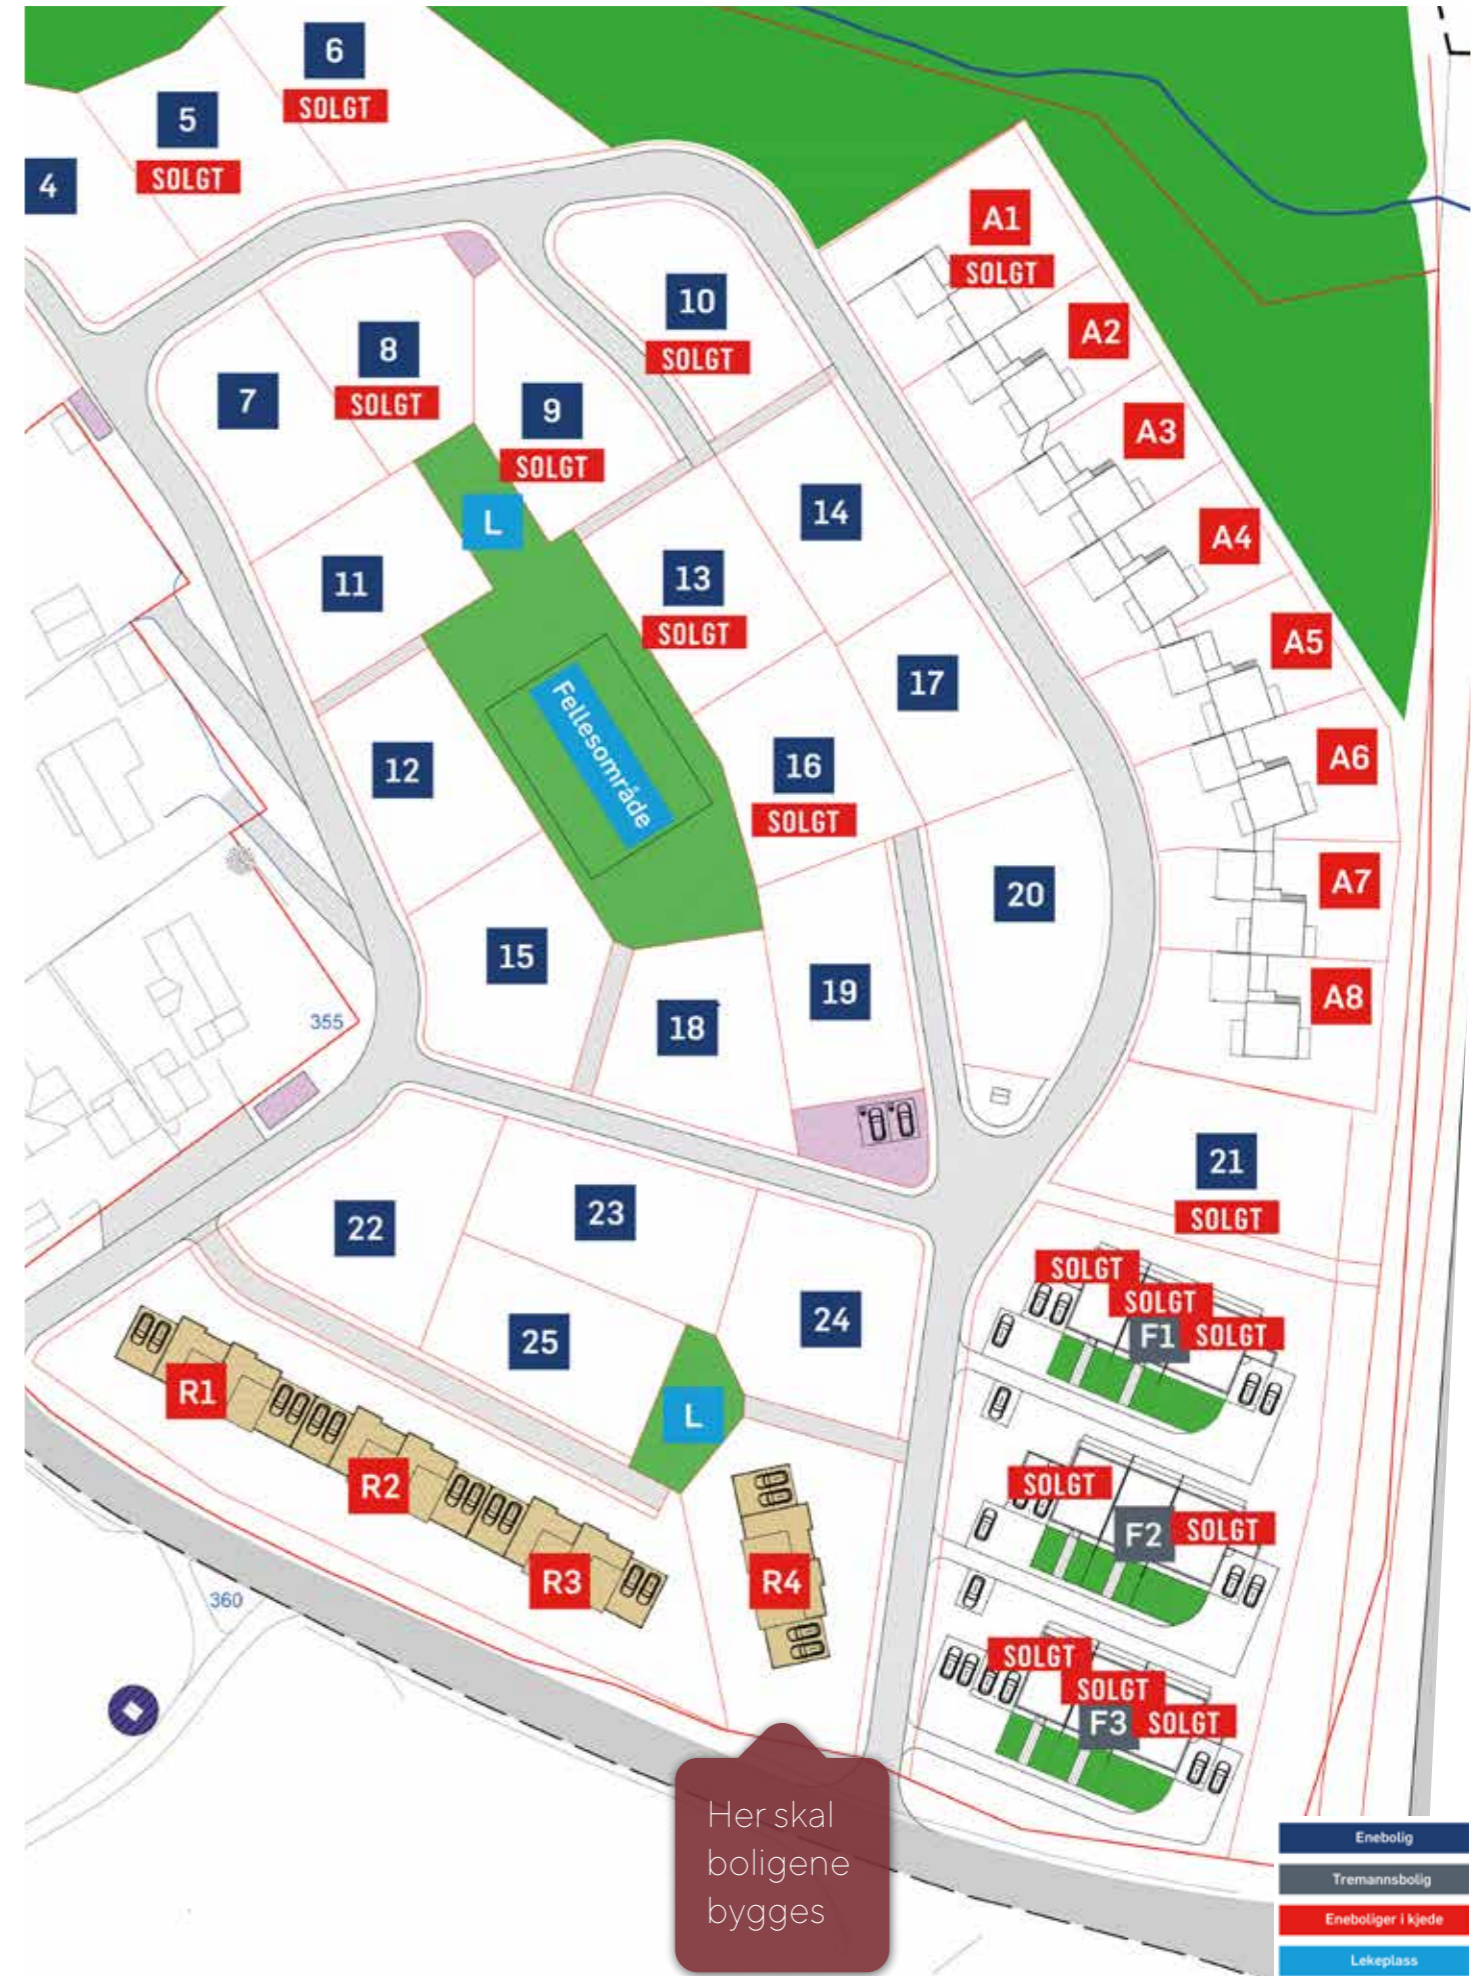 6
SOLGT
5
SOLGT
4
A1
SOLGT
10
SOLGT
A2
8
SOLGT
7
9
SOLGT
A3
L
14
A4
11
13
SOLGT
A5
17
Fellesområde
12
16
SOLGT
A6
20
A7
15
19
A8
18
355
21
SOLGT
22
23
24
25
SOLGT
SOLGT
F1 SOLGT
R1
L
R2
SOLGT
F2 SOLGT
R3
R4
360
SOLGT
SOLGT
F3 SOLGT
Her skal
boligene
bygges
Enebolig
Tremannsbolig
Eneboliger i kjede
Lekeplass